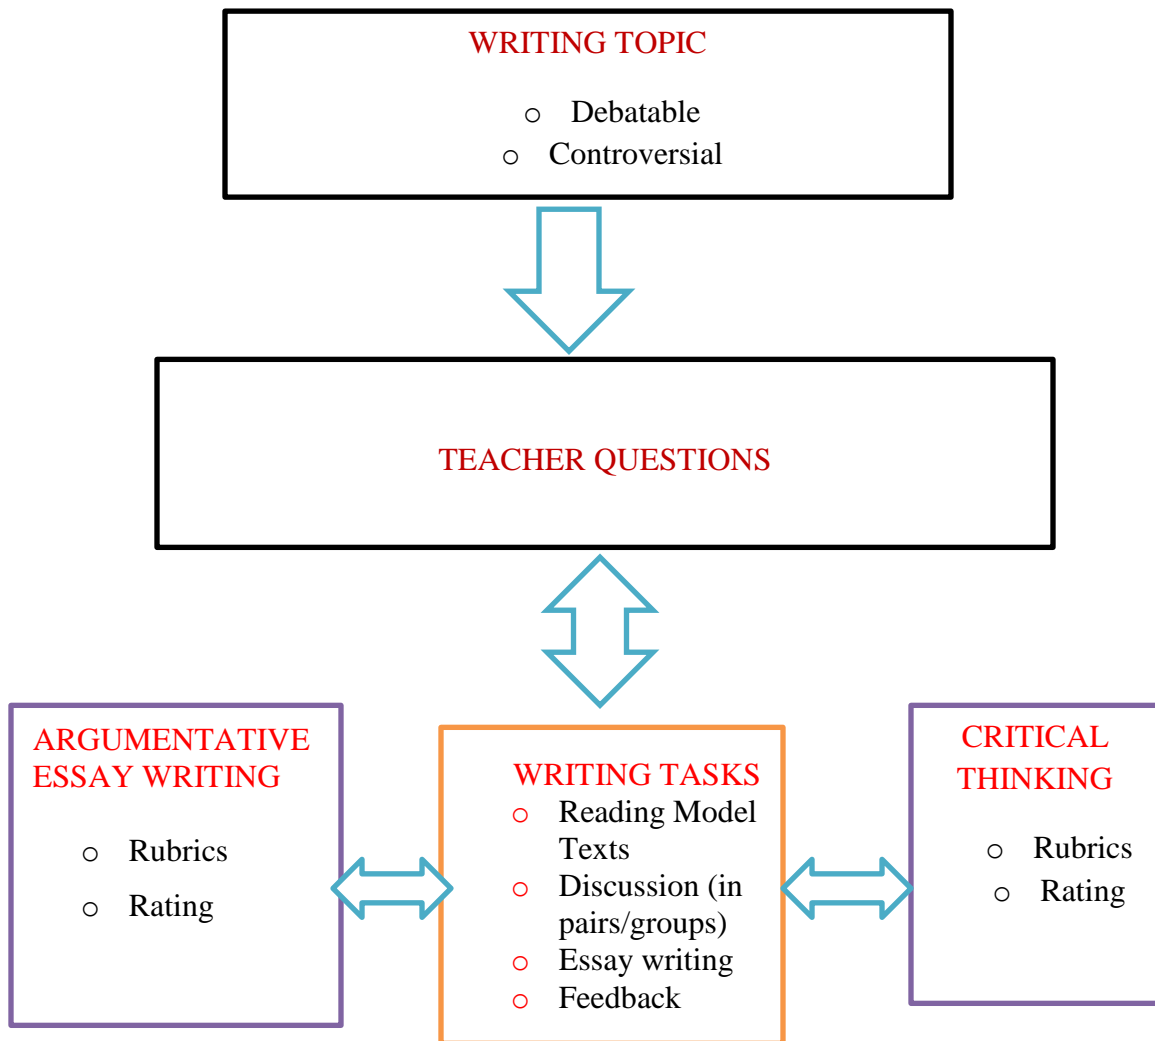 WRITING TOPIC
o Debatable
o Controversial
TEACHER QUESTIONS
ARGUMENTATIVE
ESSAY WRITING
o Rubrics
o Rating
WRITING TASKS
o Reading Model
Texts
o Discussion (in
pairs/groups)
o Essay writing
o Feedback
CRITICAL
THINKING
o Rubrics
o Rating